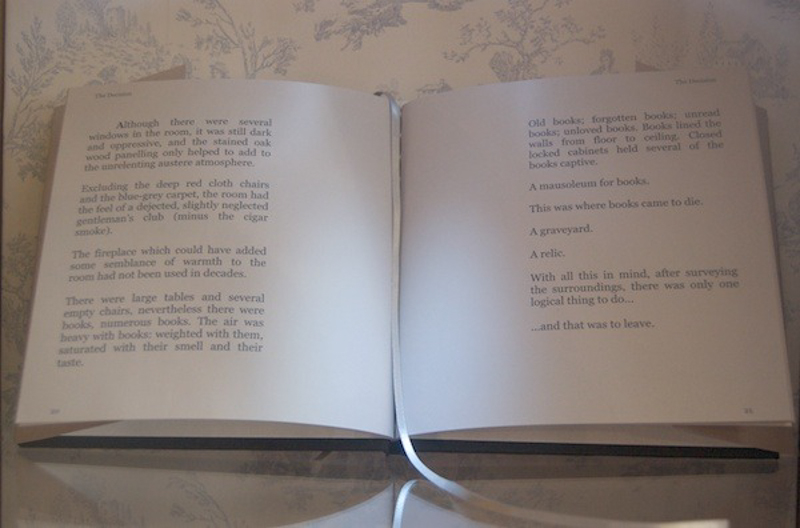 The Decision
Although there were several
windows in the room, it was still dark
and oppressive, and the stained oak
wood panelling only helped to add to
the unrelenting austere atmosphere.
Excluding the deep red cloth chairs
and the blue-grey carpet, the room had
the feel of a dejected, slightly neglected
gentleman's club (minus the cigar
smoke).
The fireplace which could have added
some semblance of warmth to the
room had not been used in decades.
There were large tables and several
empty chairs, nevertheless there were
books, numerous books. The air was
heavy with books: weighted with them,
saturated with their smell and their
taste.
The Decision
Old books; forgotten books; unread
books; unloved books. Books lined the
walls from floor to ceiling. Closed
locked cabinets held several of the
books captive.
A mausoleum for books.
This was where books came to die.
A graveyard.
A relic.
With all this in mind, after surveying
the surroundings, there was only one
logical thing to do...
...and that was to leave.